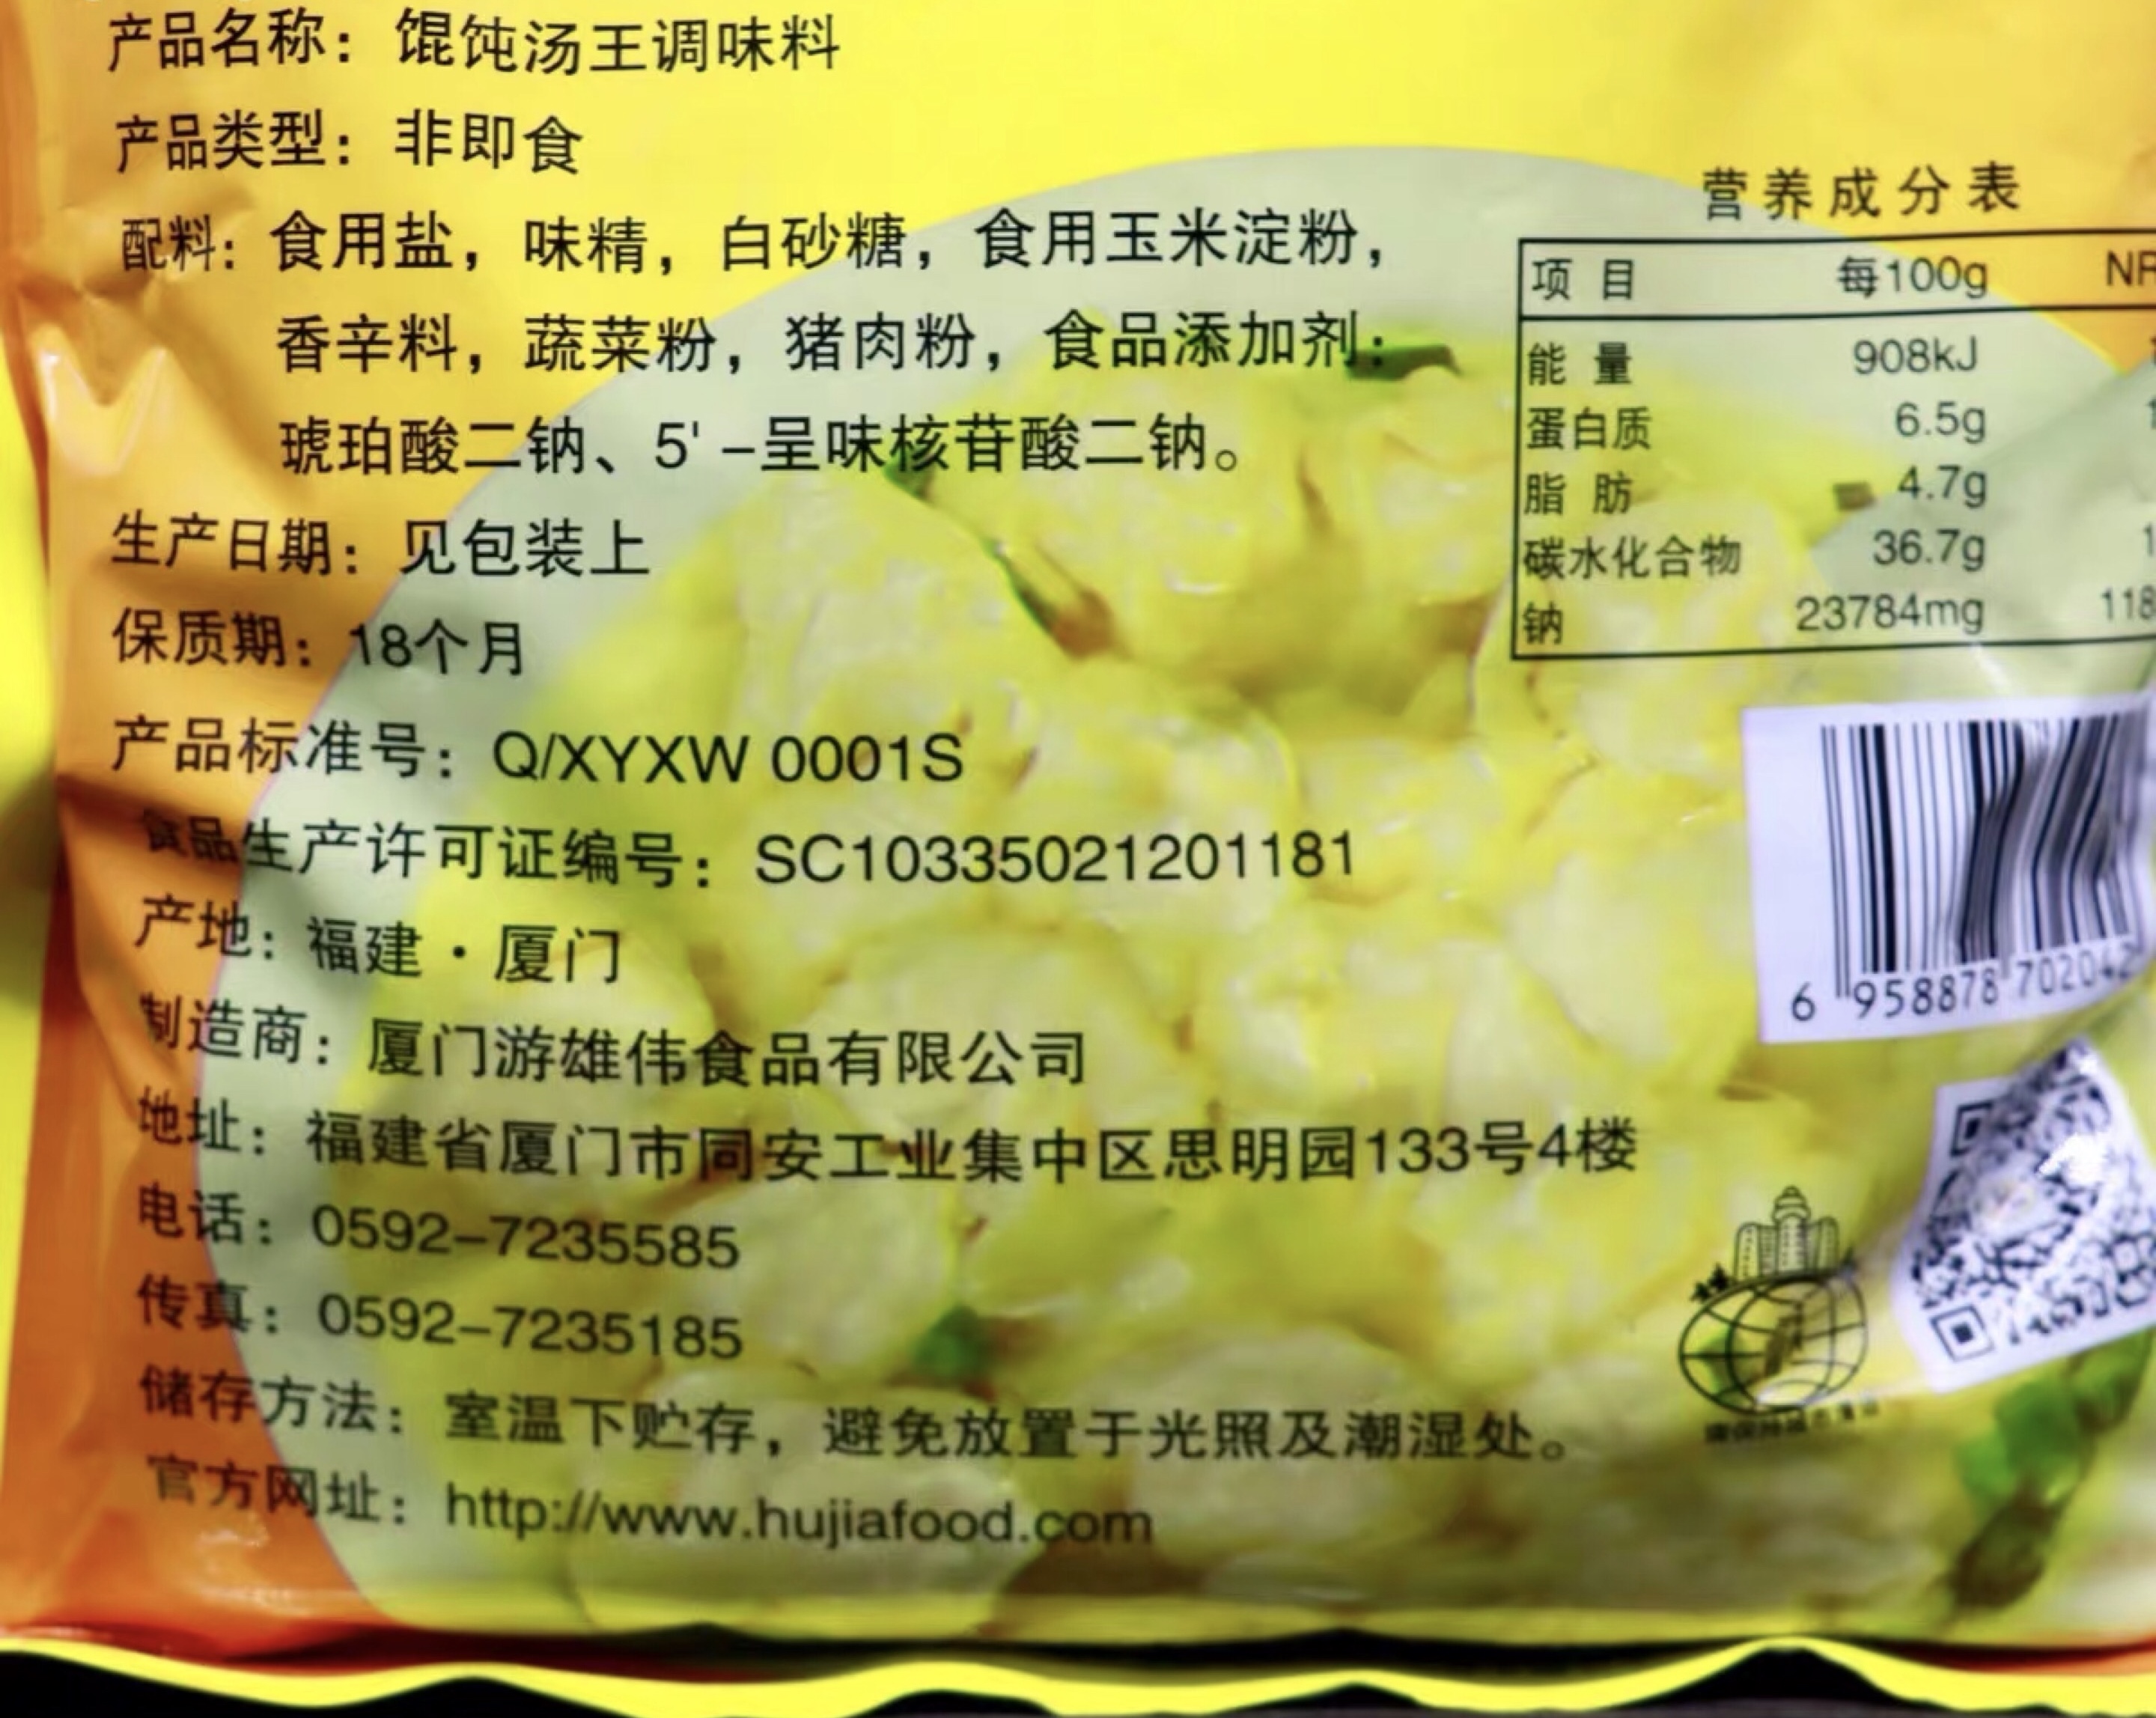 产品名称：馄饨汤王调味料
产品类型：非即食
配料：食用盐，味精，白砂糖，食用玉米淀粉，
香辛料，蔬菜粉，猪肉粉，食品添加剂：
琥珀酸二钠、5'-呈味核苷酸二钠。
生产日期：见包装上
保质期：18个月
产品标准号：Q/XYXW 0001S
食品生产许可证编号：SC10335021201181
产地：福建·厦门
制造商：厦门游雄伟食品有限公司
地址：福建省厦门市同安工业集中区思明园133号4楼
电话：0592-7235585
传真：0592-7235185
储存方法：室温下贮存，避免放置于光照及潮湿处。
官方网址：http://www.hujiafood.com
营养成分表
项目 每100g NR
能量 908kJ
蛋白质 6.5g
脂肪 4.7g
碳水化合物 36.7g
钠 23784mg 118
6 958878 702042